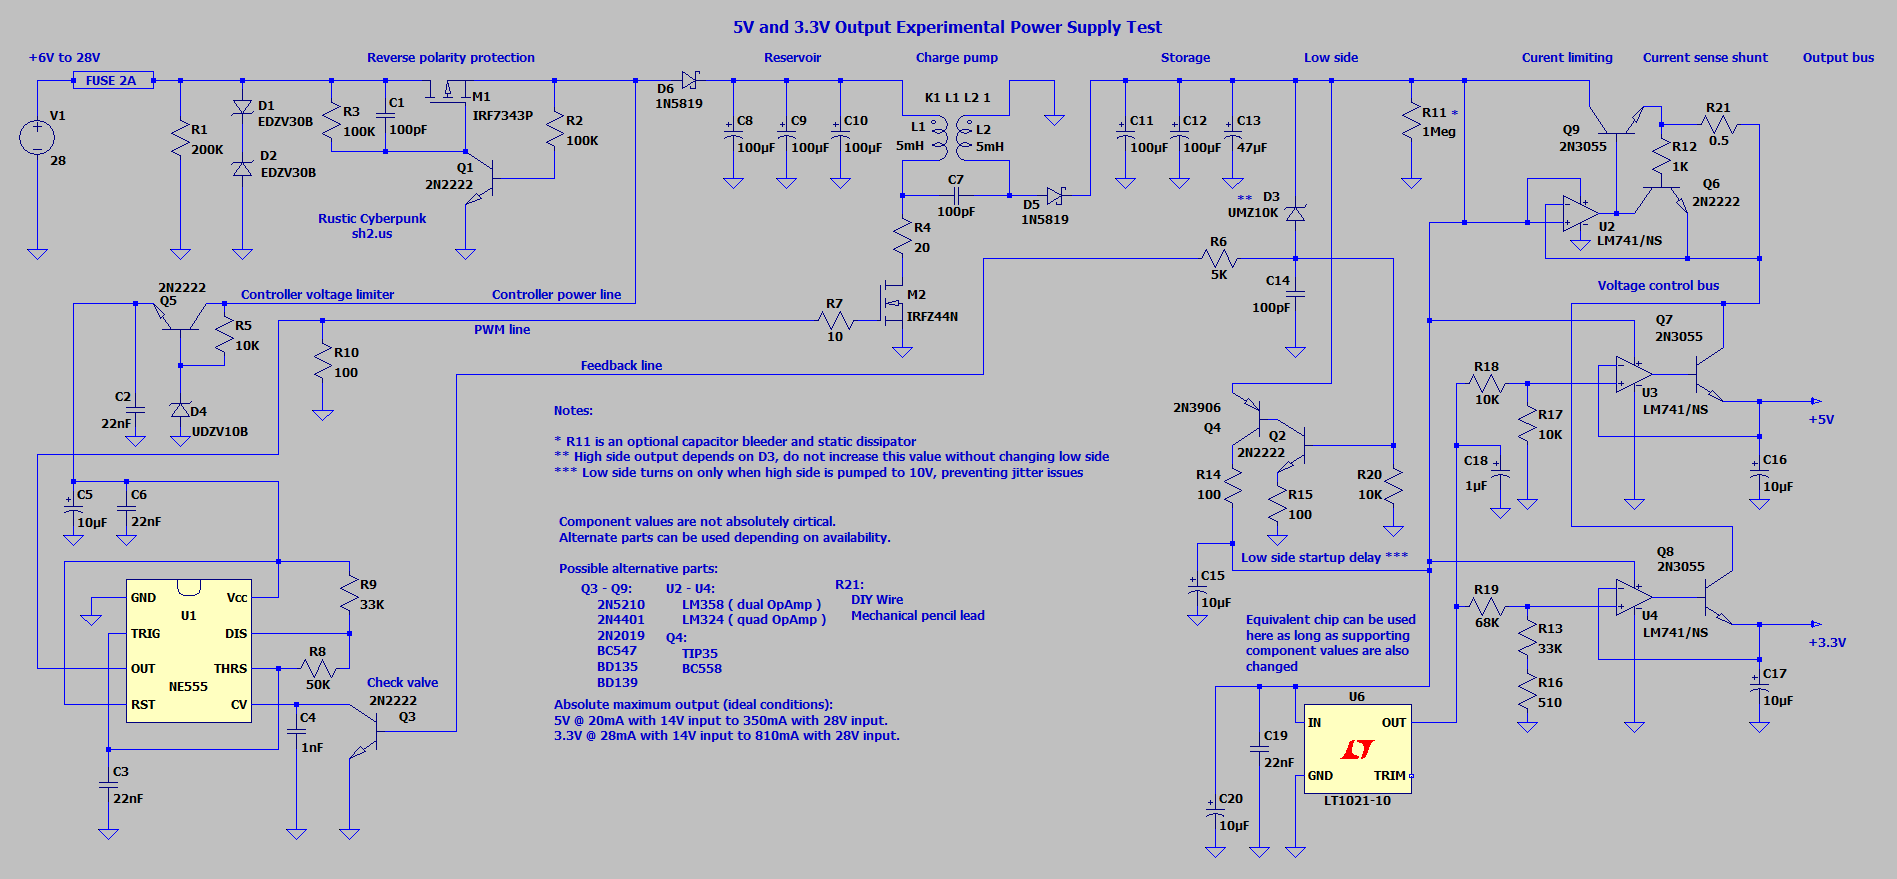 5V and 3.3V Output Experimental Power Supply Test
+6V to 28V
Reverse polarity protection
Reservoir
Charge pump
Storage
Low side
Curent limiting
Current sense shunt
Output bus
FUSE 2A
V1
28
R1
200K
D1
EDZV30B
D2
EDZV30B
R3
100K
C1
100pF
M1
IRF7343P
Q1
2N2222
R2
100K
D6
1N5819
C8
100µF
C9
100µF
C10
100µF
K1 L1 L2 1
L1
5mH
L2
5mH
C7
100pF
D5
1N5819
C11
100µF
C12
100µF
C13
47µF
** D3
UMZ10K
R11 *
1Meg
Q9
2N3055
R21
0.5
R12
1K
Q6
2N2222
U2
LM741/NS
Rustic Cyberpunk
sh2.us
R4
20
M2
IRFZ44N
R7
10
R6
5K
C14
100pF
2N2222
Q5
Controller voltage limiter
Controller power line
R5
10K
PWM line
R10
100
Feedback line
C2
22nF
D4
UDZV10B
Voltage control bus
Q7
2N3055
R18
10K
R17
10K
U3
LM741/NS
+5V
C18
1µF
C16
10µF
Notes:
* R11 is an optional capacitor bleeder and static dissipator
** High side output depends on D3, do not increase this value without changing low side
*** Low side turns on only when high side is pumped to 10V, preventing jitter issues
2N3906
Q4
Q2
2N2222
R14
100
R15
100
R20
10K
C5
10µF
C6
22nF
Component values are not absolutely cirtical.
Alternate parts can be used depending on availability.
Low side startup delay ***
C15
10µF
Possible alternative parts:
Q3 - Q9:
2N5210
2N4401
2N2019
BC547
BD135
BD139
U2 - U4:
LM358 ( dual OpAmp )
LM324 ( quad OpAmp )
Q4:
TIP35
BC558
R21:
DIY Wire
Mechanical pencil lead
GND
TRIG
OUT
RST
U1
NE555
Vcc
DIS
THRS
CV
R9
33K
R8
50K
Check valve
2N2222
Q3
C4
1nF
C3
22nF
Absolute maximum output (ideal conditions):
5V @ 20mA with 14V input to 350mA with 28V input.
3.3V @ 28mA with 14V input to 810mA with 28V input.
Equivalent chip can be used
here as long as supporting
component values are also
changed
U6
IN
OUT
GND
TRIM
LT1021-10
C19
22nF
C20
10µF
Q8
2N3055
R19
68K
R13
33K
R16
510
U4
LM741/NS
+3.3V
C17
10µF